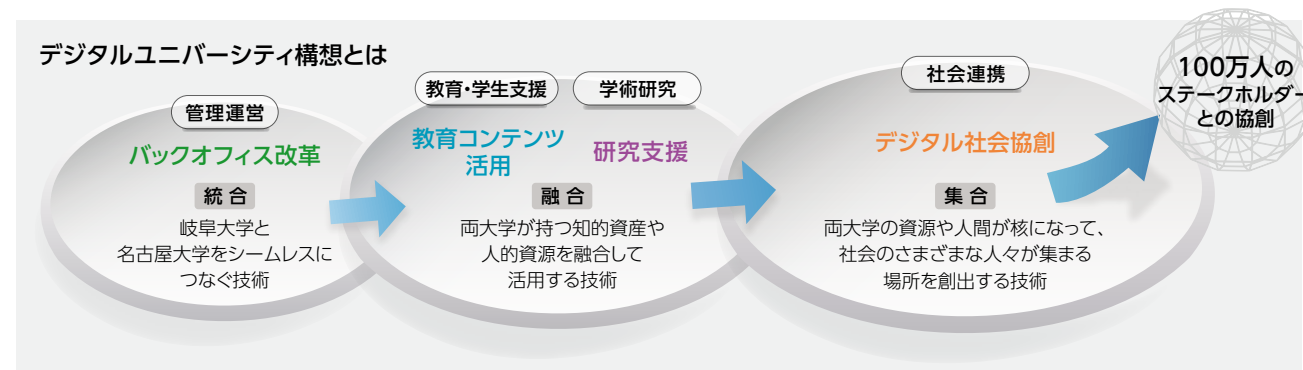 デジタルユニバーシティ構想とは
管理運営
バックオフィス改革
統合
岐阜大学と
名古屋大学をシームレスに
つなぐ技術
教育・学生支援
学術研究
教育コンテンツ
活用
研究支援
融合
両大学が持つ知的資産や
人的資源を融合して
活用する技術
社会連携
デジタル社会協創
集合
両大学の資源や人間が核になって、
社会のさまざまな人々が集まる
場所を創出する技術
100万人の
ステークホルダー
との協創